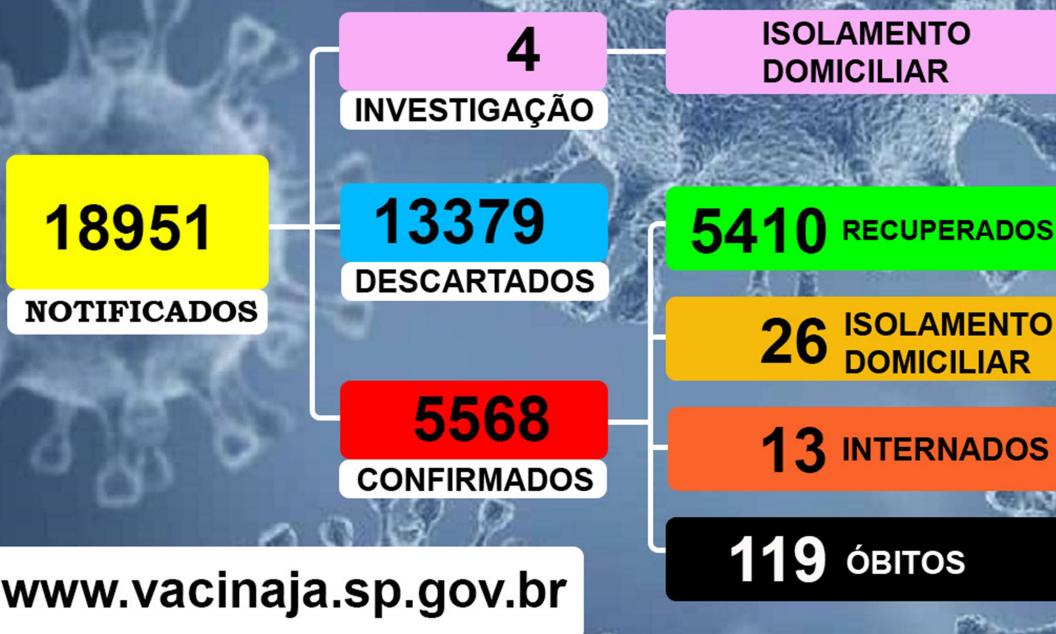 18951
NOTIFICADOS
4
INVESTIGAÇÃO
ISOLAMENTO
DOMICILIAR
13379
DESCARTADOS
5568
CONFIRMADOS
5410 RECUPERADOS
26 ISOLAMENTO
DOMICILIAR
13 INTERNADOS
119 ÓBITOS
www.vacinaja.sp.gov.br